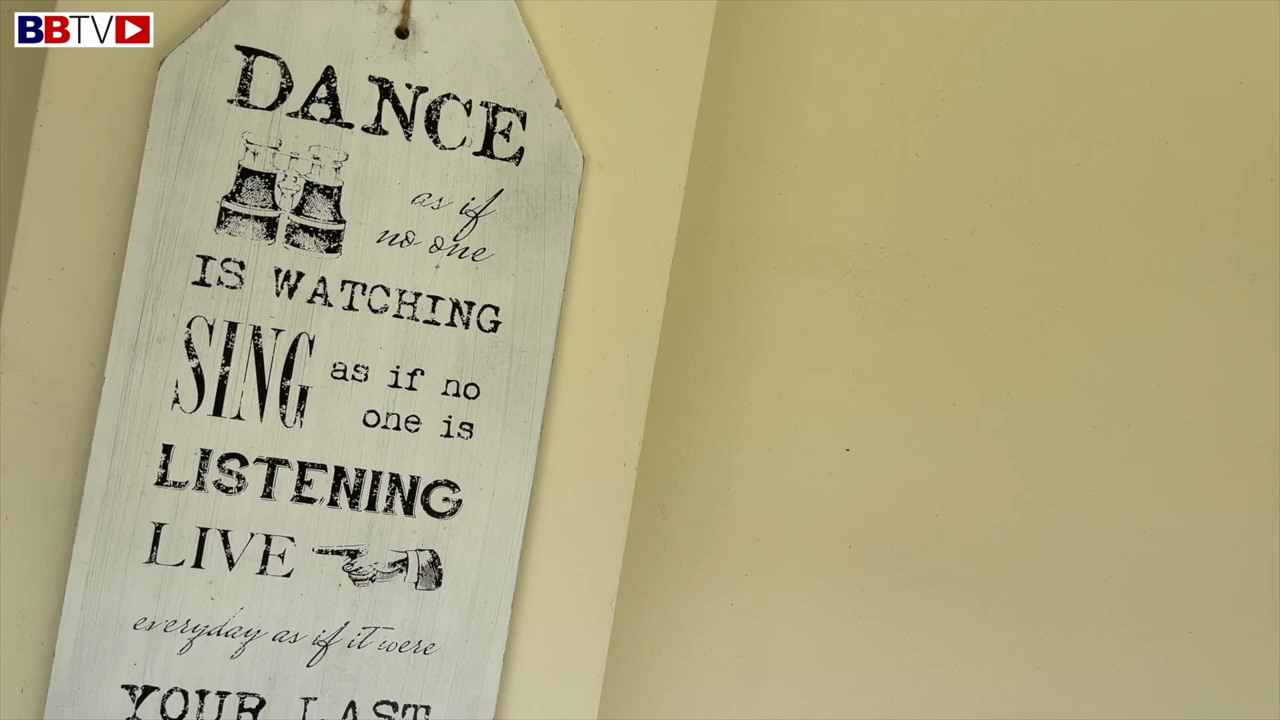 BBTV
DANCE
as if
no one
IS WATCHING
SING as if no
one is
LISTENING
LIVE
everyday as if it were
YOUR LAST